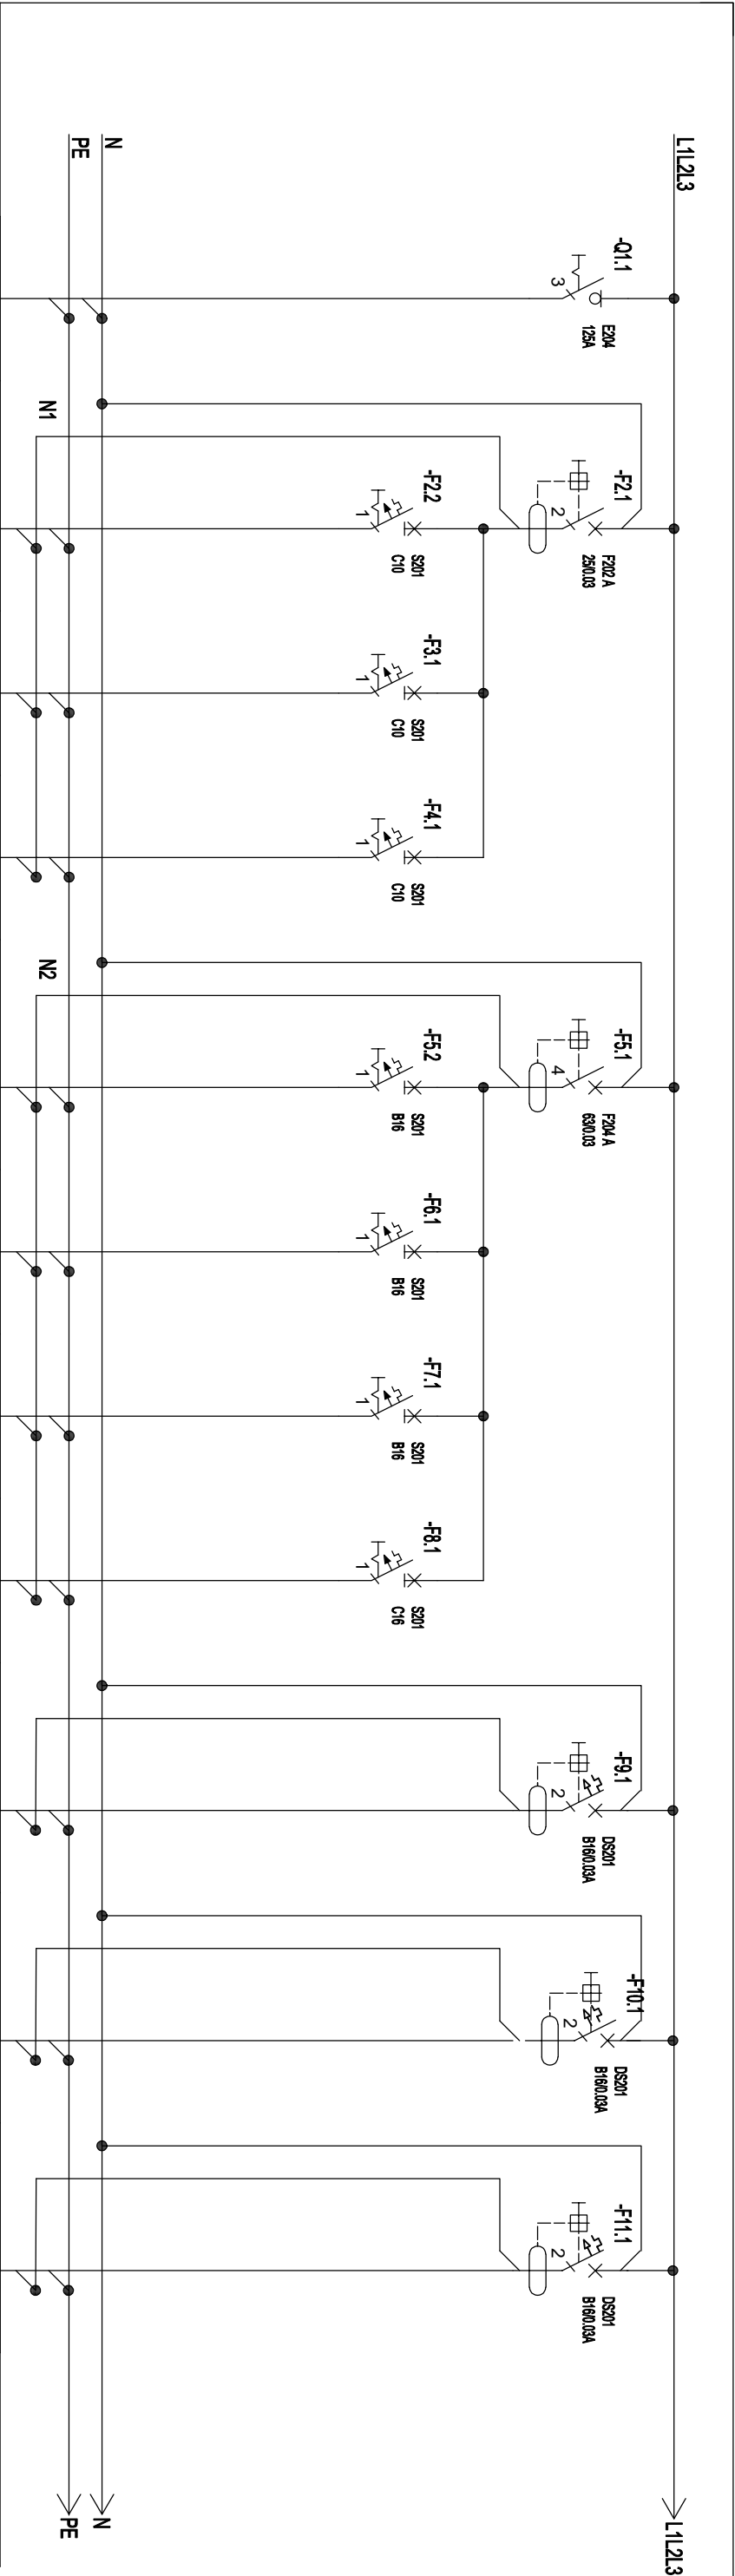 L1L2L3
N
PE
-Q1.1
3
E204
125A
N1
-F2.1
2
F202 A
25/0.03
-F2.2
1
S201
C10
-F3.1
1
S201
C10
-F4.1
1
S201
C10
N2
-F5.1
4
F204 A
63/0.03
-F5.2
1
S201
B16
-F6.1
1
S201
B16
-F7.1
1
S201
B16
-F8.1
1
S201
C16
-F9.1
2
DS201
B16/0.03A
-F10.1
2
DS201
B16/0.03A
-F11.1
2
DS201
B16/0.03A
L1L2L3
N
PE